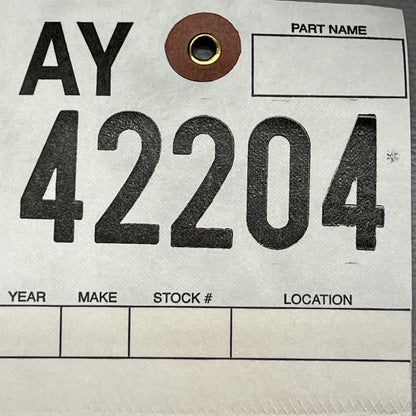 AY
PART NAME
42204
YEAR MAKE STOCK # LOCATION